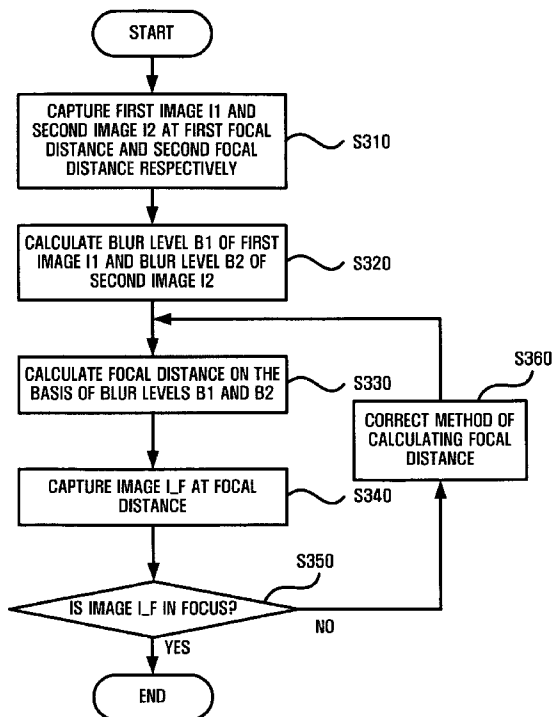 START
CAPTURE FIRST IMAGE I1 AND
SECOND IMAGE I2 AT FIRST FOCAL
DISTANCE AND SECOND FOCAL
DISTANCE RESPECTIVELY
S310
CALCULATE BLUR LEVEL B1 OF FIRST
IMAGE I1 AND BLUR LEVEL B2 OF
SECOND IMAGE I2
S320
CALCULATE FOCAL DISTANCE ON THE
BASIS OF BLUR LEVELS B1 AND B2
S330
S360
CORRECT METHOD OF
CALCULATING FOCAL
DISTANCE
CAPTURE IMAGE I_F AT FOCAL
DISTANCE
S340
S350
IS IMAGE I_F IN FOCUS?
NO
YES
END